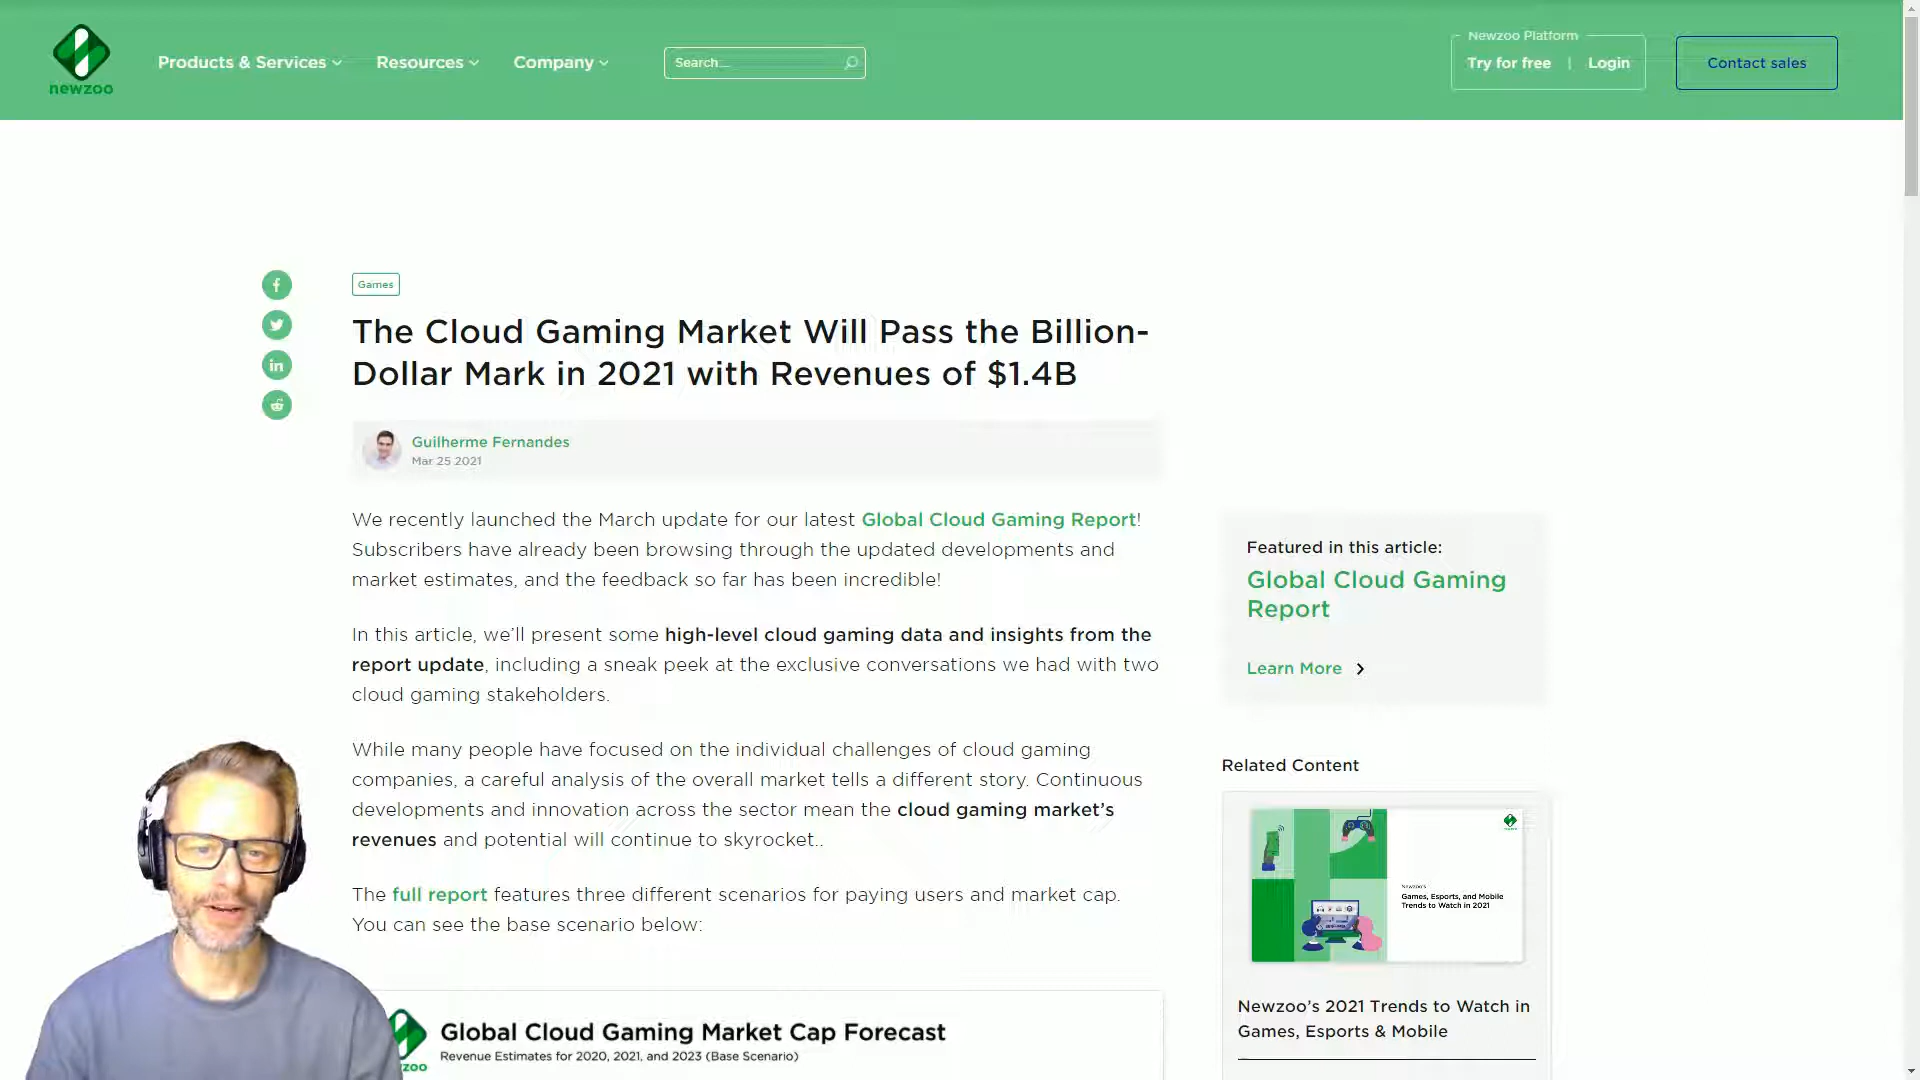 newzoo
Products & Services
Resources
Company
Search...
Newzoo Platform
Try for free | Login
Contact sales
Games
The Cloud Gaming Market Will Pass the Billion-
Dollar Mark in 2021 with Revenues of $1.4B
Guilherme Fernandes
Mar 25 2021
We recently launched the March update for our latest Global Cloud Gaming Report!
Subscribers have already been browsing through the updated developments and
market estimates, and the feedback so far has been incredible!
In this article, we'll present some high-level cloud gaming data and insights from the
report update, including a sneak peek at the exclusive conversations we had with two
cloud gaming stakeholders.
While many people have focused on the individual challenges of cloud gaming
companies, a careful analysis of the overall market tells a different story. Continuous
developments and innovation across the sector mean the cloud gaming market's
revenues and potential will continue to skyrocket..
The full report features three different scenarios for paying users and market cap.
You can see the base scenario below:
zoo
Global Cloud Gaming Market Cap Forecast
Revenue Estimates for 2020, 2021, and 2023 (Base Scenario)
Featured in this article:
Global Cloud Gaming
Report
Learn More
Related Content
Newzoo's
Games, Esports, and Mobile
Trends to Watch in 2021
Newzoo's 2021 Trends to Watch in
Games, Esports & Mobile